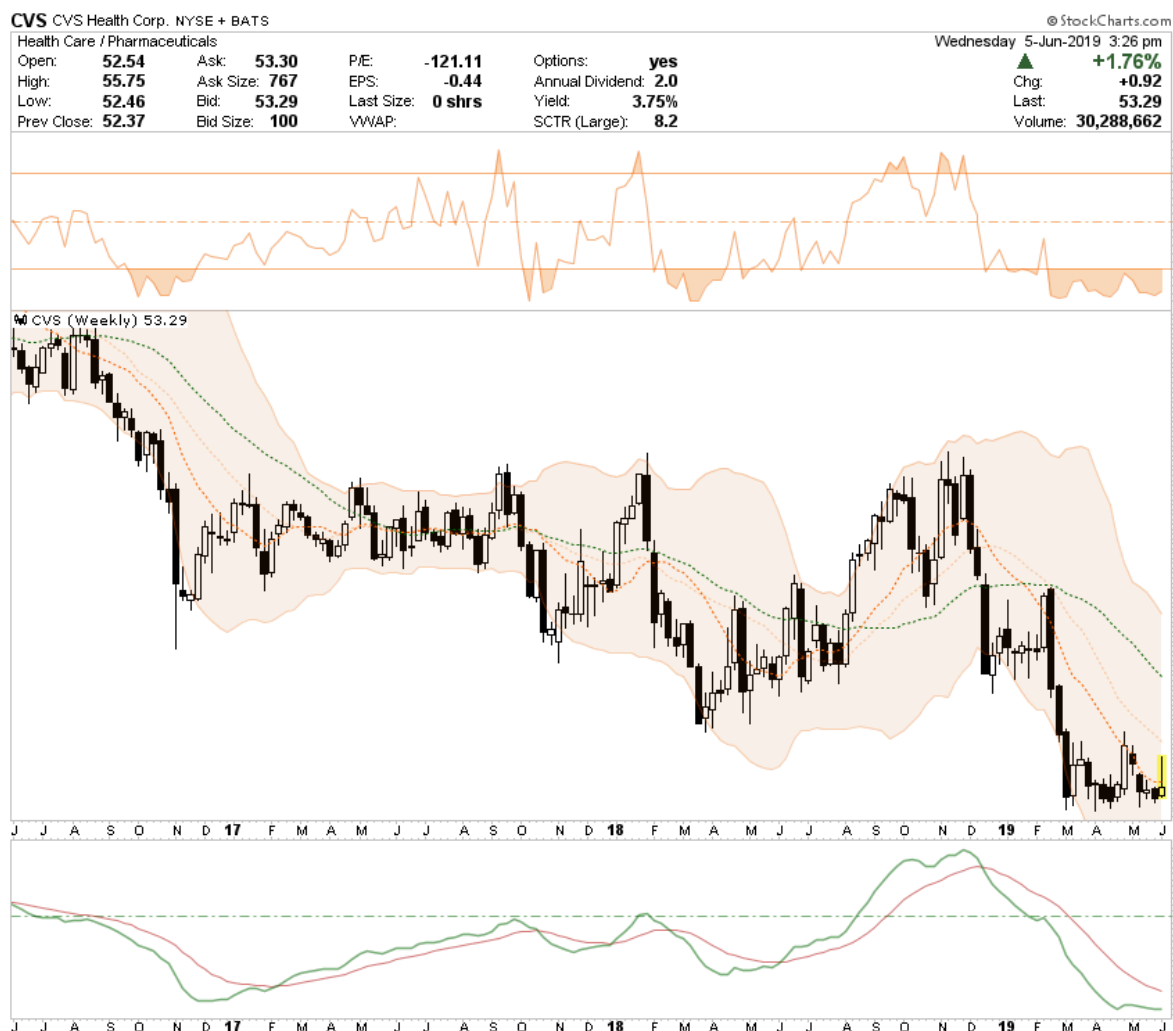 CVS CVS Health Corp. NYSE + BATS © StockCharts.com
Health Care / Pharmaceuticals Wednesday 5-Jun-2019 3:26 pm
Open: 52.54 Ask: 53.30 P/E: -121.11 Options: yes +1.76%
High: 55.75 Ask Size: 767 EPS: -0.44 Annual Dividend: 2.0 Chg: +0.92
Low: 52.46 Bid: 53.29 Last Size: 0 shrs Yield: 3.75% Last: 53.29
Prev Close: 52.37 Bid Size: 100 VWAP: SCTR (Large): 8.2 Volume: 30,288,662
CVS (Weekly) 53.29
J J A S O N D 17 F M A M J J A S O N D 18 F M A M J J A S O N D 19 F M A M J
J J A S O N D 17 F M A M J J A S O N D 18 F M A M J J A S O N D 19 F M A M J